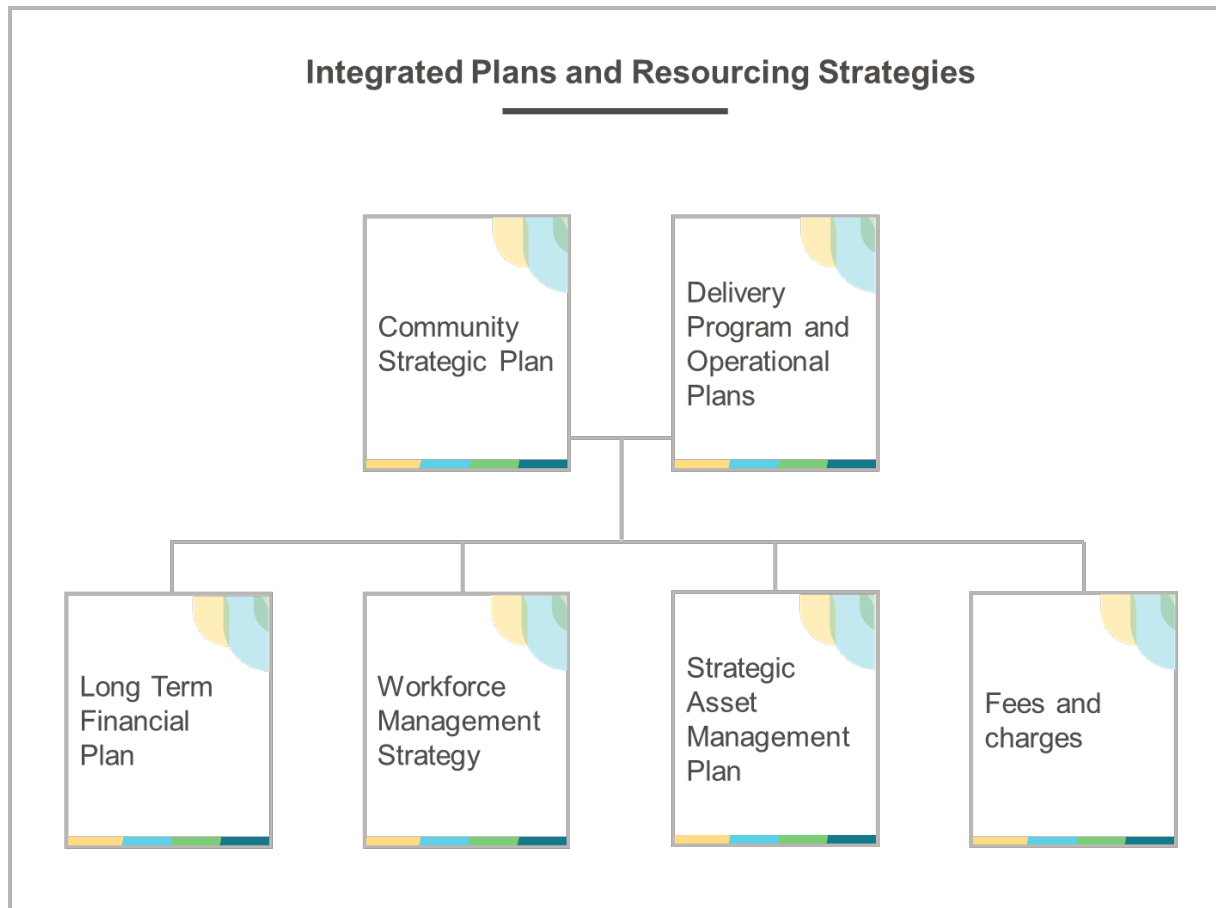 Integrated Plans and Resourcing Strategies
Community
Strategic Plan
Delivery
Program and
Operational
Plans
Long Term
Financial
Plan
Workforce
Management
Strategy
Strategic
Asset
Management
Plan
Fees and
charges